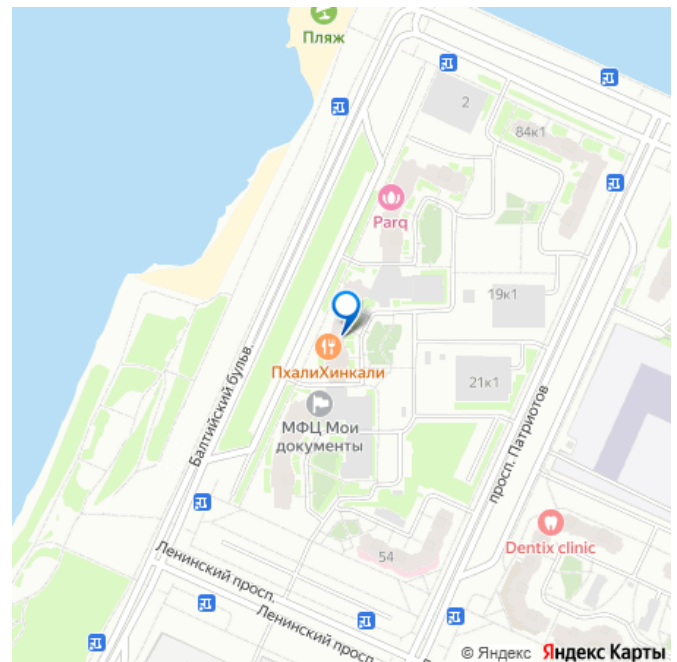 Пляж
2
84к1
Parq
19к1
ПхалиХинкали
21к1
Балтийский бульв.
МФЦ Мои
документы
просп. Патриотов
Dentix clinic
54
Ленинский просп.
Ленинский просп
© Яндекс Яндекс Карты